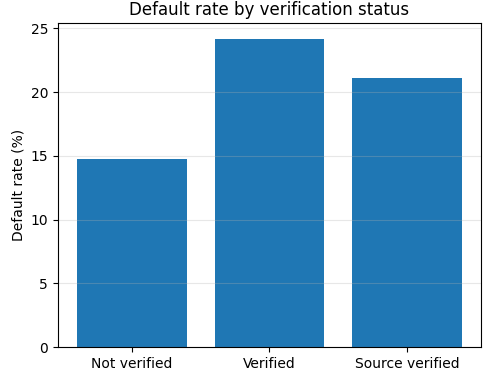 Default rate by verification status
Default rate (%)
25
20
15
10
5
0
Not verified
Verified
Source verified